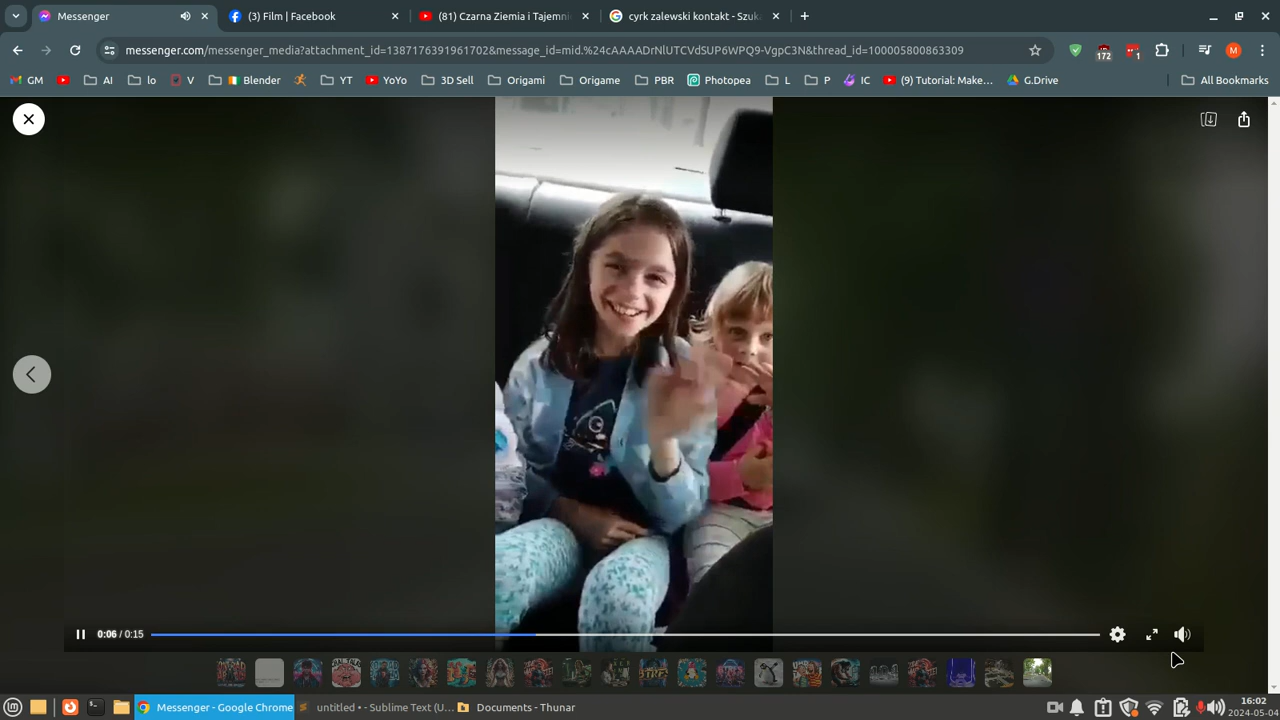 Messenger
(3) Film | Facebook
(81) Czarna Ziemia i Tajemni
cyrk zalewski kontakt - Szuka
messenger.com/messenger_media?attachment_id=1387176391961702&message_id=mid.%24cAAAADrNlUTCVdSUP6WPQ9-VgpC3N&thread_id=100005800863309
172
1
M
GM
AI
lo
V
Blender
YT
YoYo
3D Sell
Origami
Origame
PBR
Photopea
L
P
IC
(9) Tutorial: Make...
G.Drive
All Bookmarks
0:06 / 0:15
Messenger - Google Chrome
untitled • - Sublime Text (U...
Documents - Thunar
16:02
2024-05-04